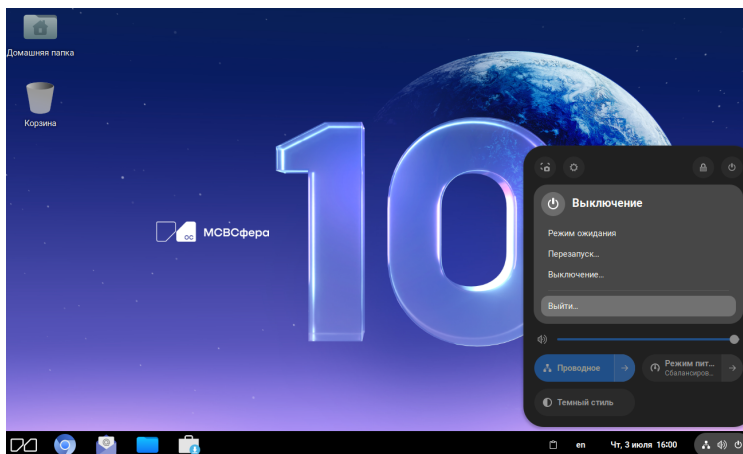 Домашняя папка
Корзина
10
МСВСфера
ос
Выключение
Режим ожидания
Перезапуск...
Выключение...
Выйти...
Проводное
Режим пит...
Сбалансиров...
Темный стиль
en
Чт, 3 июля 16:00